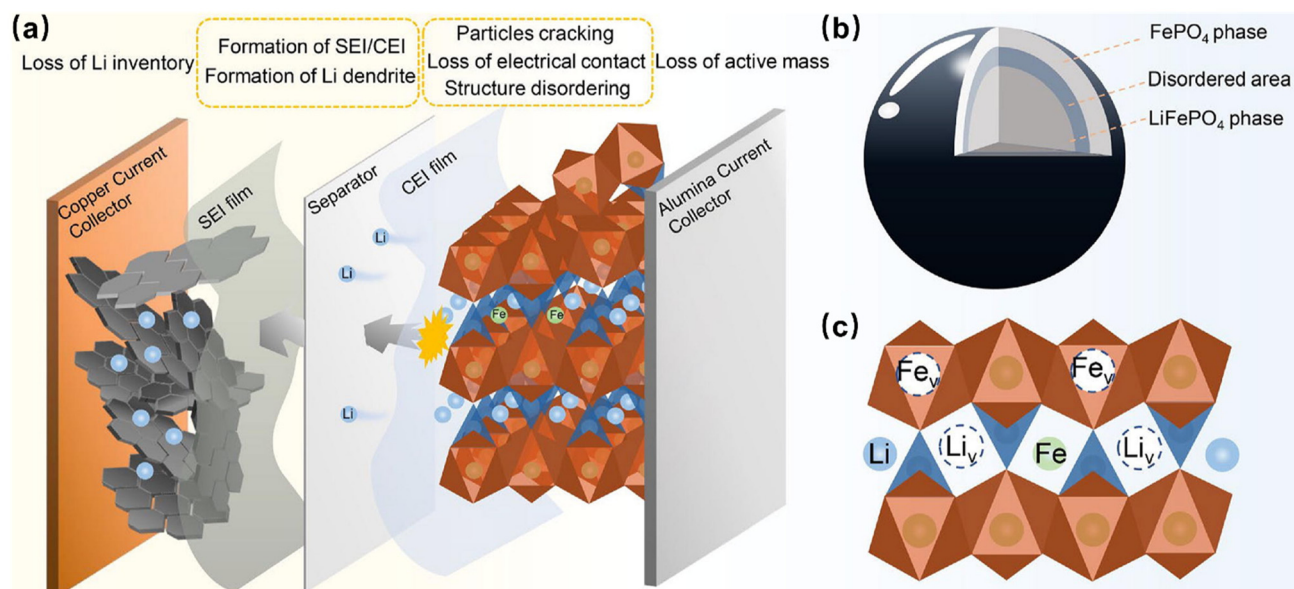 (a)
Loss of Li inventory
Formation of SEI/CEI
Formation of Li dendrite
Particles cracking
Loss of electrical contact
Structure disordering
Loss of active mass
Copper Current
Collector
SEI film
Separator
CEI film
Alumina Current
Collector
Li
Li
Li
Fe
Fe
(b)
FePO₄ phase
Disordered area
LiFePO₄ phase
(c)
Feᵥ
Feᵥ
Li
Liᵥ
Fe
Liᵥ